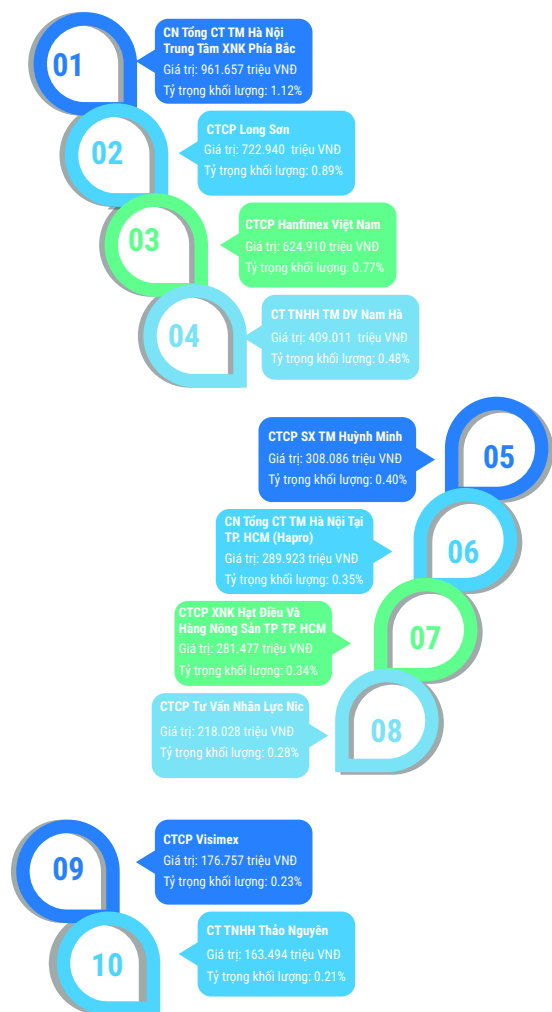 01
CN Tổng CT TM Hà Nội
Trung Tâm XNK Phía Bắc
Giá trị: 961.657 triệu VNĐ
Tỷ trọng khối lượng: 1.12%
02
CTCP Long Sơn
Giá trị: 722.940 triệu VNĐ
Tỷ trọng khối lượng: 0.89%
03
CTCP Hanfimex Việt Nam
Giá trị: 624.910 triệu VNĐ
Tỷ trọng khối lượng: 0.77%
04
CT TNHH TM DV Nam Hà
Giá trị: 409.011 triệu VNĐ
Tỷ trọng khối lượng: 0.48%
05
CTCP SX TM Huỳnh Minh
Giá trị: 308.086 triệu VNĐ
Tỷ trọng khối lượng: 0.40%
06
CN Tổng CT TM Hà Nội Tại
TP. HCM (Hapro)
Giá trị: 289.923 triệu VNĐ
Tỷ trọng khối lượng: 0.35%
07
CTCP XNK Hạt Điều Và
Hàng Nông Sản TP TP. HCM
Giá trị: 281.477 triệu VNĐ
Tỷ trọng khối lượng: 0.34%
08
CTCP Tư Vấn Nhân Lực Nic
Giá trị: 218.028 triệu VNĐ
Tỷ trọng khối lượng: 0.28%
09
CTCP Visimex
Giá trị: 176.757 triệu VNĐ
Tỷ trọng khối lượng: 0.23%
10
CT TNHH Thảo Nguyên
Giá trị: 163.494 triệu VNĐ
Tỷ trọng khối lượng: 0.21%